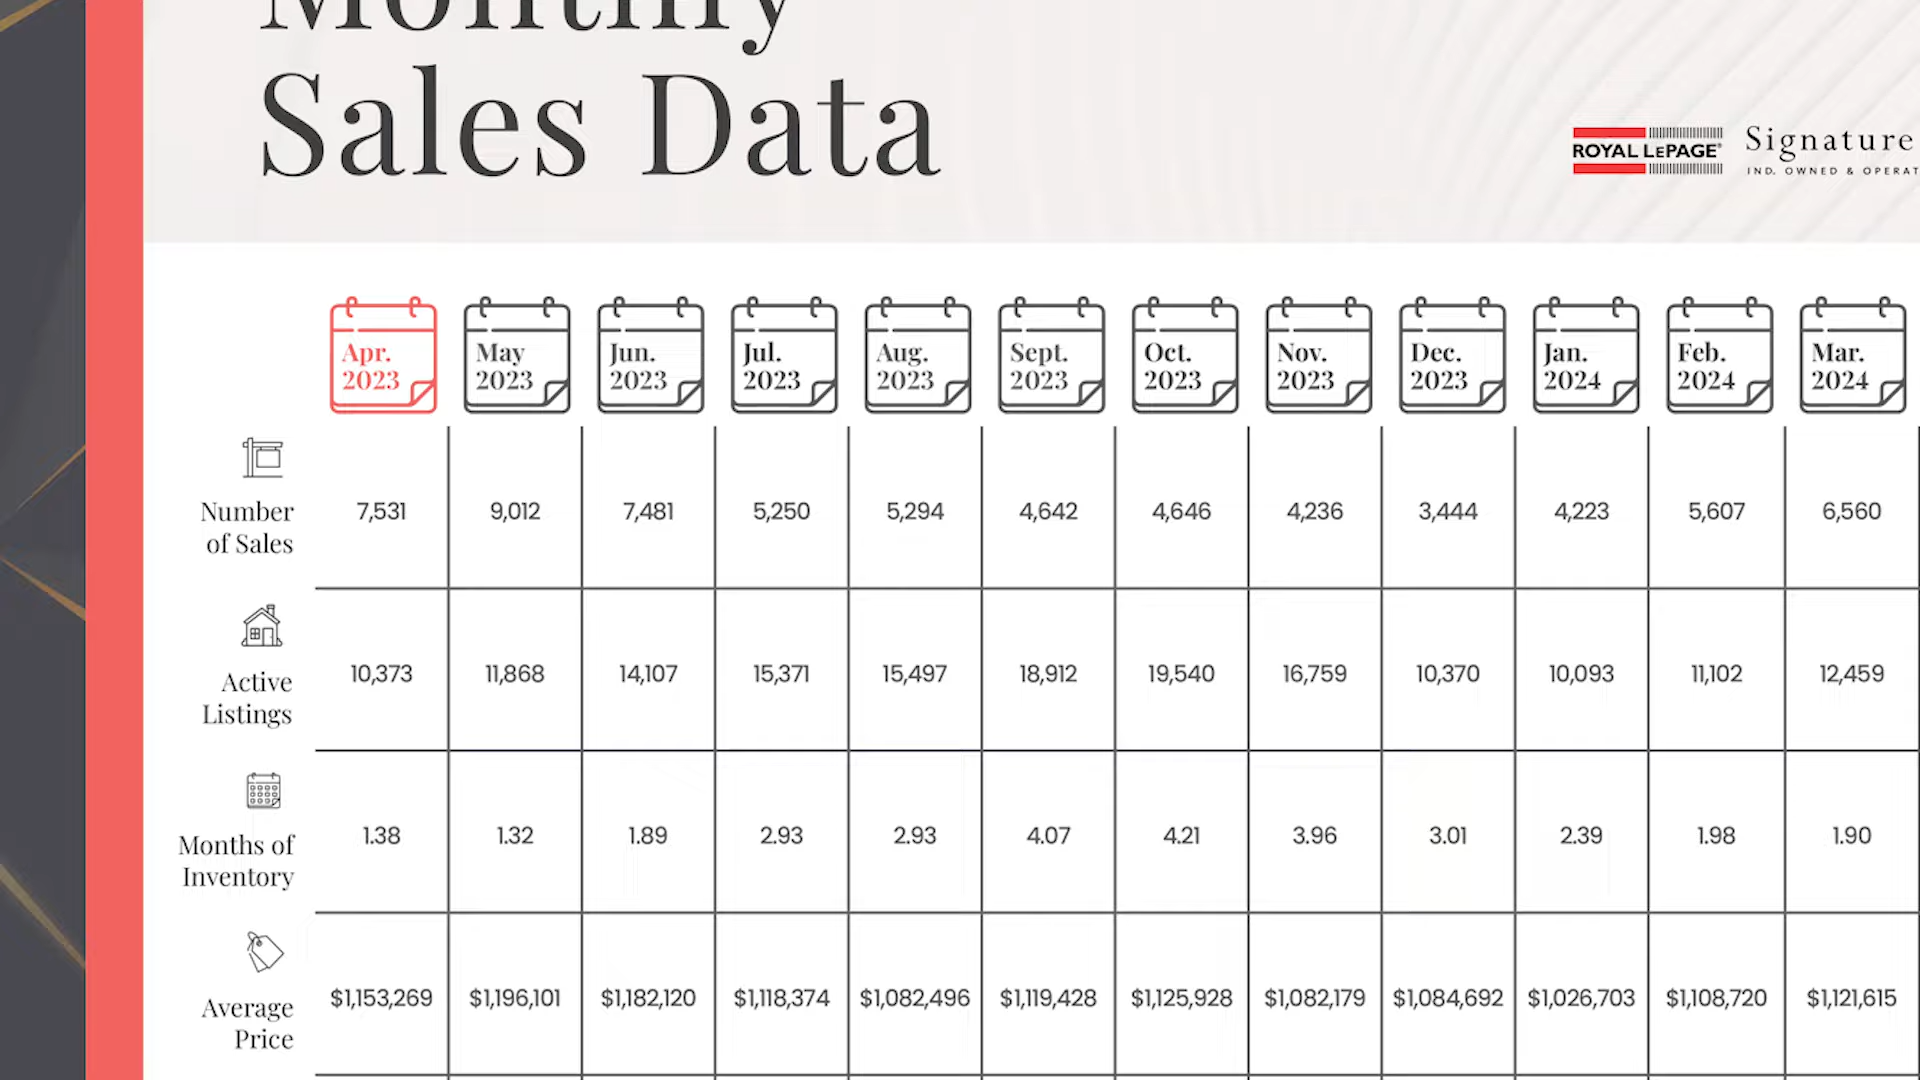 Monthly
Sales Data
ROYAL LEPAGE®
Signature
IND. OWNED & OPERAT
Apr. 2023
May 2023
Jun. 2023
Jul. 2023
Aug. 2023
Sept. 2023
Oct. 2023
Nov. 2023
Dec. 2023
Jan. 2024
Feb. 2024
Mar. 2024
Number of Sales 7,531 9,012 7,481 5,250 5,294 4,642 4,646 4,236 3,444 4,223 5,607 6,560
Active Listings 10,373 11,868 14,107 15,371 15,497 18,912 19,540 16,759 10,370 10,093 11,102 12,459
Months of Inventory 1.38 1.32 1.89 2.93 2.93 4.07 4.21 3.96 3.01 2.39 1.98 1.90
Average Price $1,153,269 $1,196,101 $1,182,120 $1,118,374 $1,082,496 $1,119,428 $1,125,928 $1,082,179 $1,084,692 $1,026,703 $1,108,720 $1,121,615